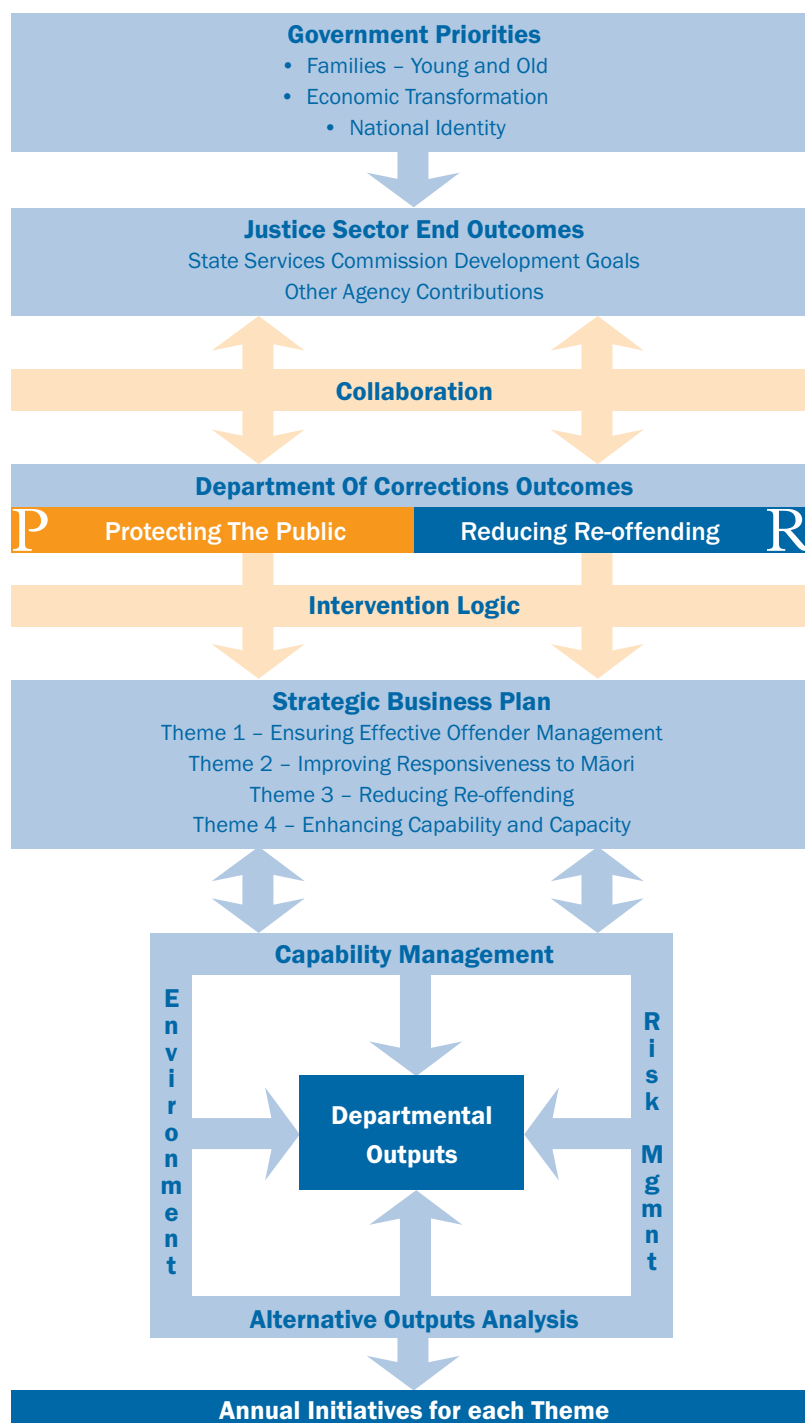 Government Priorities
• Families – Young and Old
• Economic Transformation
• National Identity
Justice Sector End Outcomes
State Services Commission Development Goals
Other Agency Contributions
Collaboration
Department Of Corrections Outcomes
P Protecting The Public Reducing Re-offending R
Intervention Logic
Strategic Business Plan
Theme 1 – Ensuring Effective Offender Management
Theme 2 – Improving Responsiveness to Māori
Theme 3 – Reducing Re-offending
Theme 4 – Enhancing Capability and Capacity
Capability Management
Environment
Departmental
Outputs
Risk Mgmnt
Alternative Outputs Analysis
Annual Initiatives for each Theme